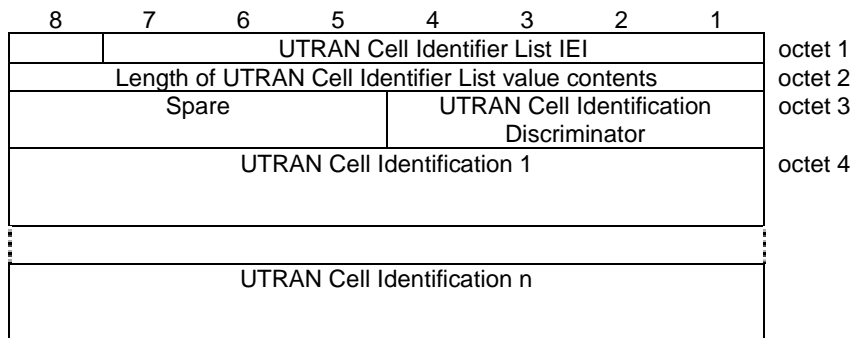 8 7 6 5 4 3 2 1
UTRAN Cell Identifier List IEI octet 1
Length of UTRAN Cell Identifier List value contents octet 2
Spare UTRAN Cell Identification octet 3
Discriminator
UTRAN Cell Identification 1 octet 4
UTRAN Cell Identification n